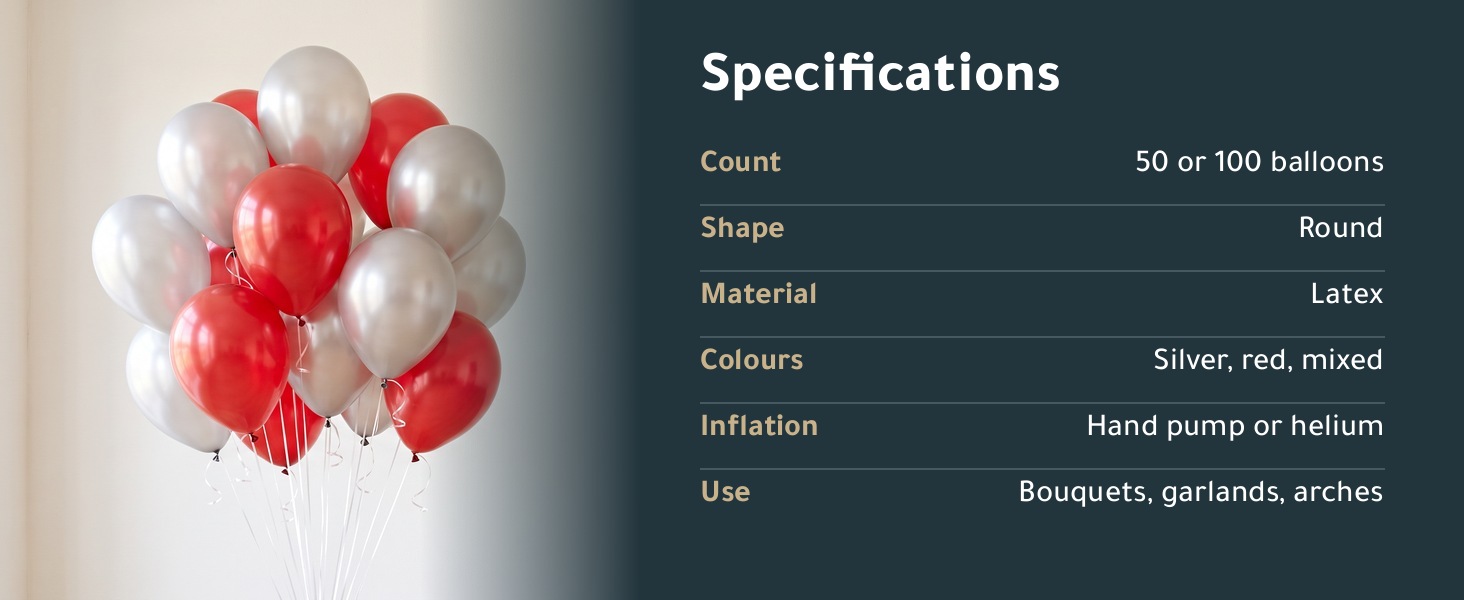 Specifications
Count 50 or 100 balloons
Shape Round
Material Latex
Colours Silver, red, mixed
Inflation Hand pump or helium
Use Bouquets, garlands, arches